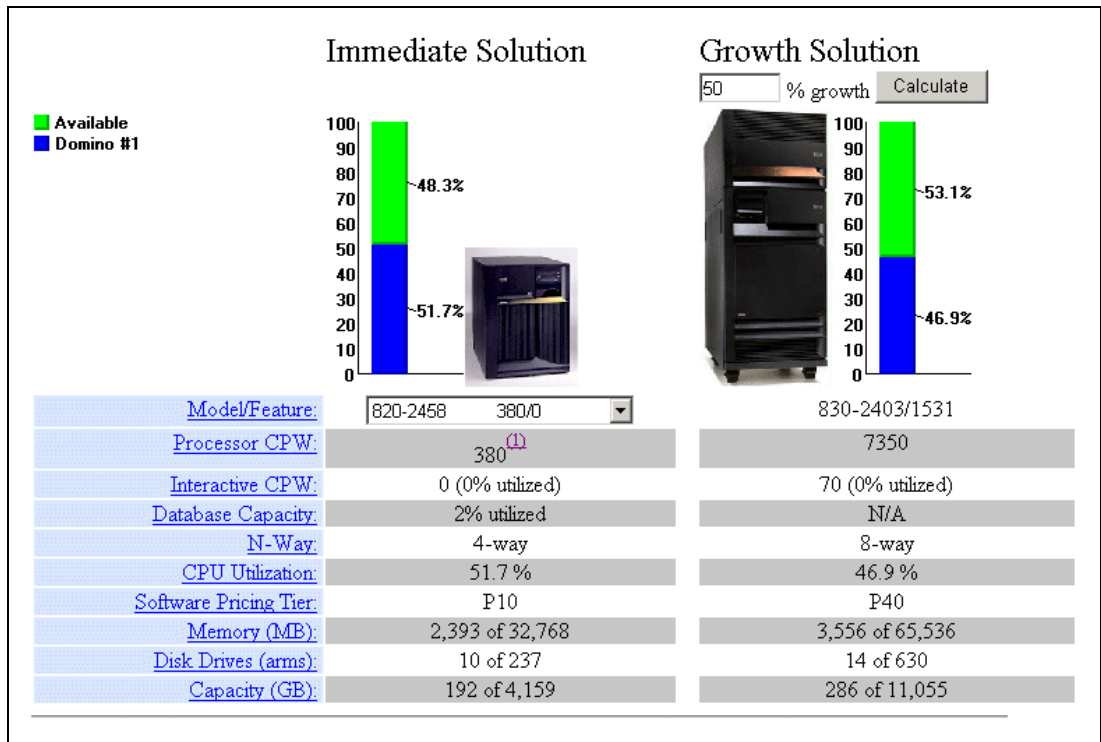 Immediate Solution
Growth Solution
50 % growth Calculate
Available
Domino #1
100
90
80
70
60
50
40
30
20
10
0
48.3%
51.7%
100
90
80
70
60
50
40
30
20
10
0
53.1%
46.9%
Model/Feature: 820-2458 380/0 830-2403/1531
Processor CPW: 380(1) 7350
Interactive CPW: 0 (0% utilized) 70 (0% utilized)
Database Capacity: 2% utilized N/A
N-Way: 4-way 8-way
CPU Utilization: 51.7 % 46.9 %
Software Pricing Tier: P10 P40
Memory (MB): 2,393 of 32,768 3,556 of 65,536
Disk Drives (arms): 10 of 237 14 of 630
Capacity (GB): 192 of 4,159 286 of 11,055